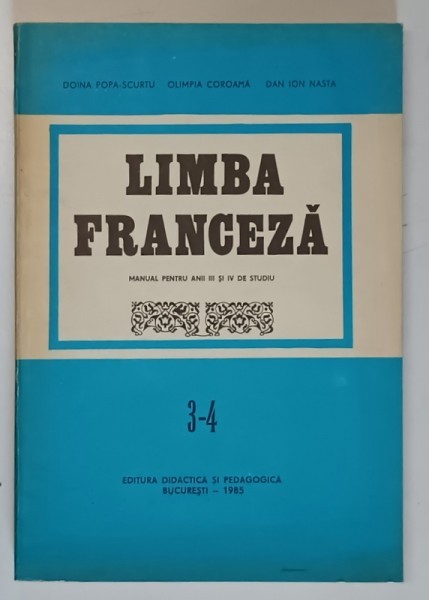 DOINA POPA-SCURTU OLIMPIA COROAMĂ DAN ION NASTA
LIMBA
FRANCEZĂ
MANUAL PENTRU ANII III ȘI IV DE STUDIU
3-4
EDITURA DIDACTICĂ ȘI PEDAGOGICĂ
BUCUREȘTI – 1985